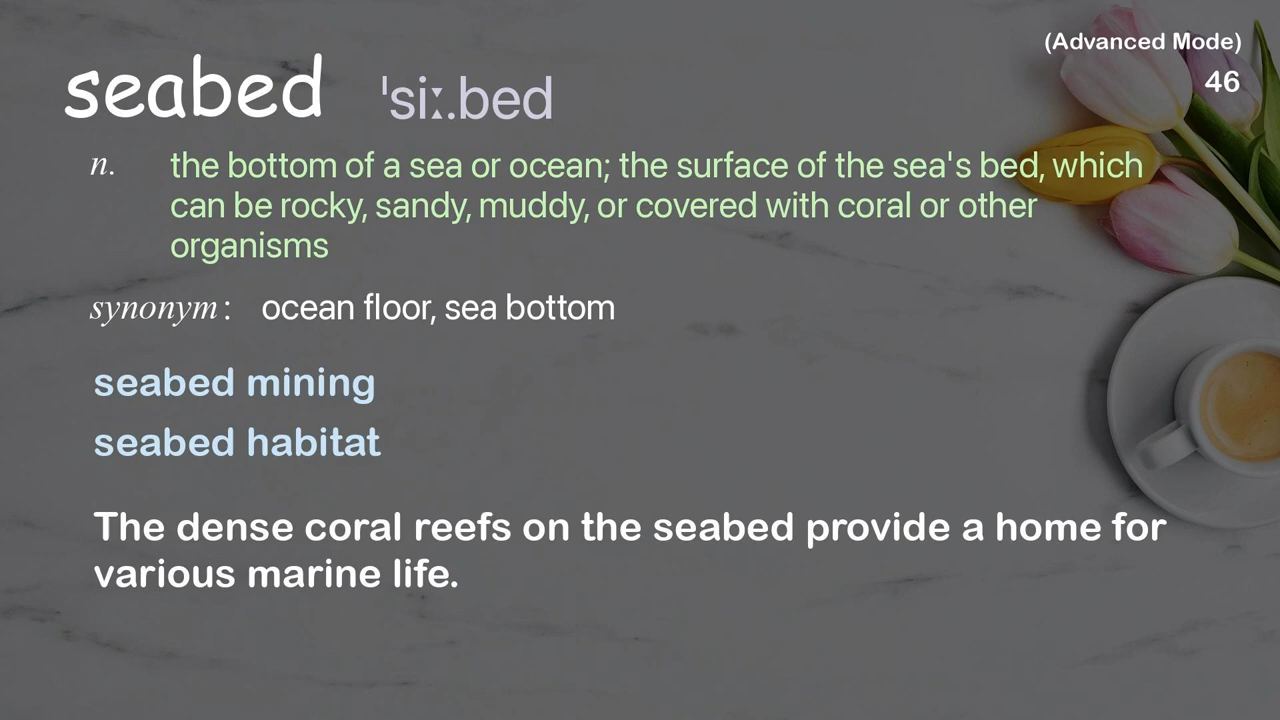 (Advanced Mode)
46
seabed ˈsiː.bed
n. the bottom of a sea or ocean; the surface of the sea's bed, which
can be rocky, sandy, muddy, or covered with coral or other
organisms
synonym: ocean floor, sea bottom
seabed mining
seabed habitat
The dense coral reefs on the seabed provide a home for
various marine life.